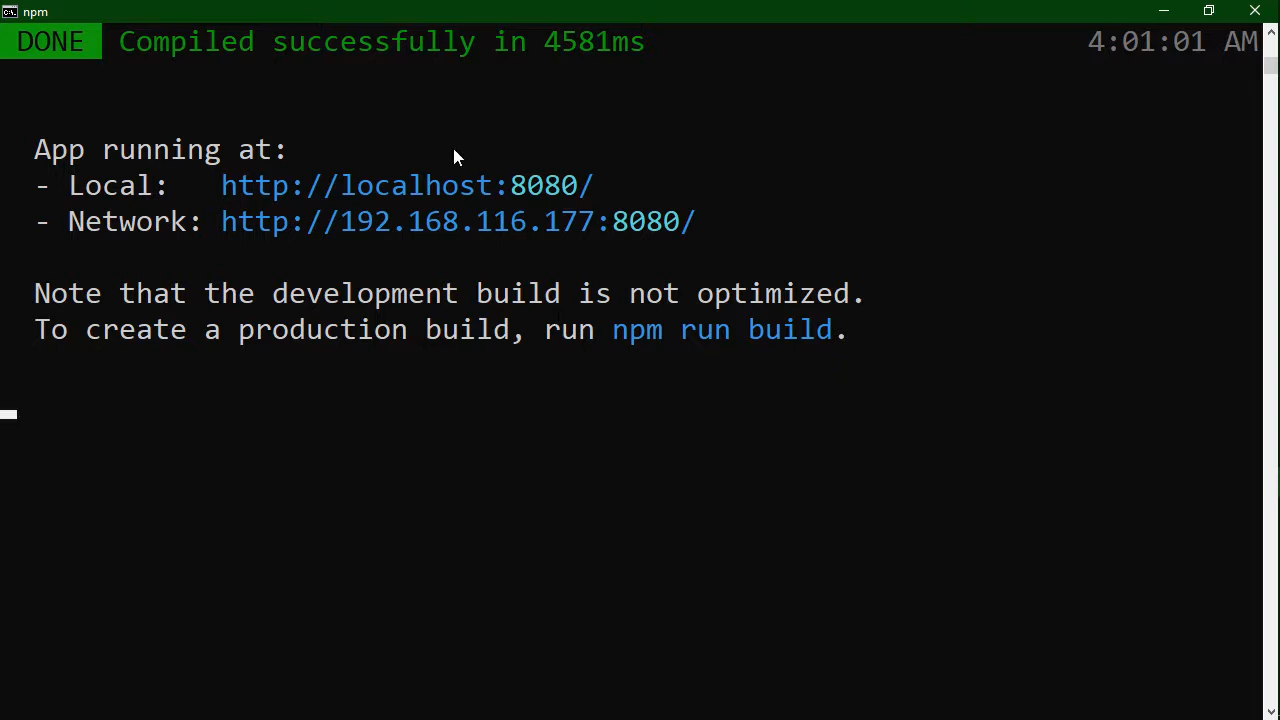 npm
DONE Compiled successfully in 4581ms 4:01:01 AM
App running at:
- Local: http://localhost:8080/
- Network: http://192.168.116.177:8080/
Note that the development build is not optimized.
To create a production build, run npm run build.